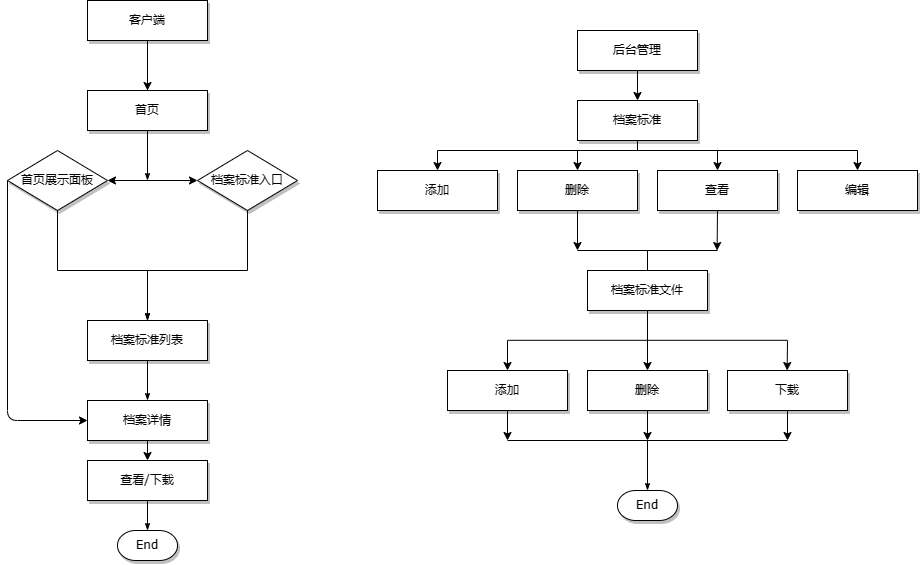 客户端
首页
首页展示面板
档案标准入口
档案标准列表
档案详情
查看/下载
End
后台管理
档案标准
添加
删除
查看
编辑
档案标准文件
添加
删除
下载
End